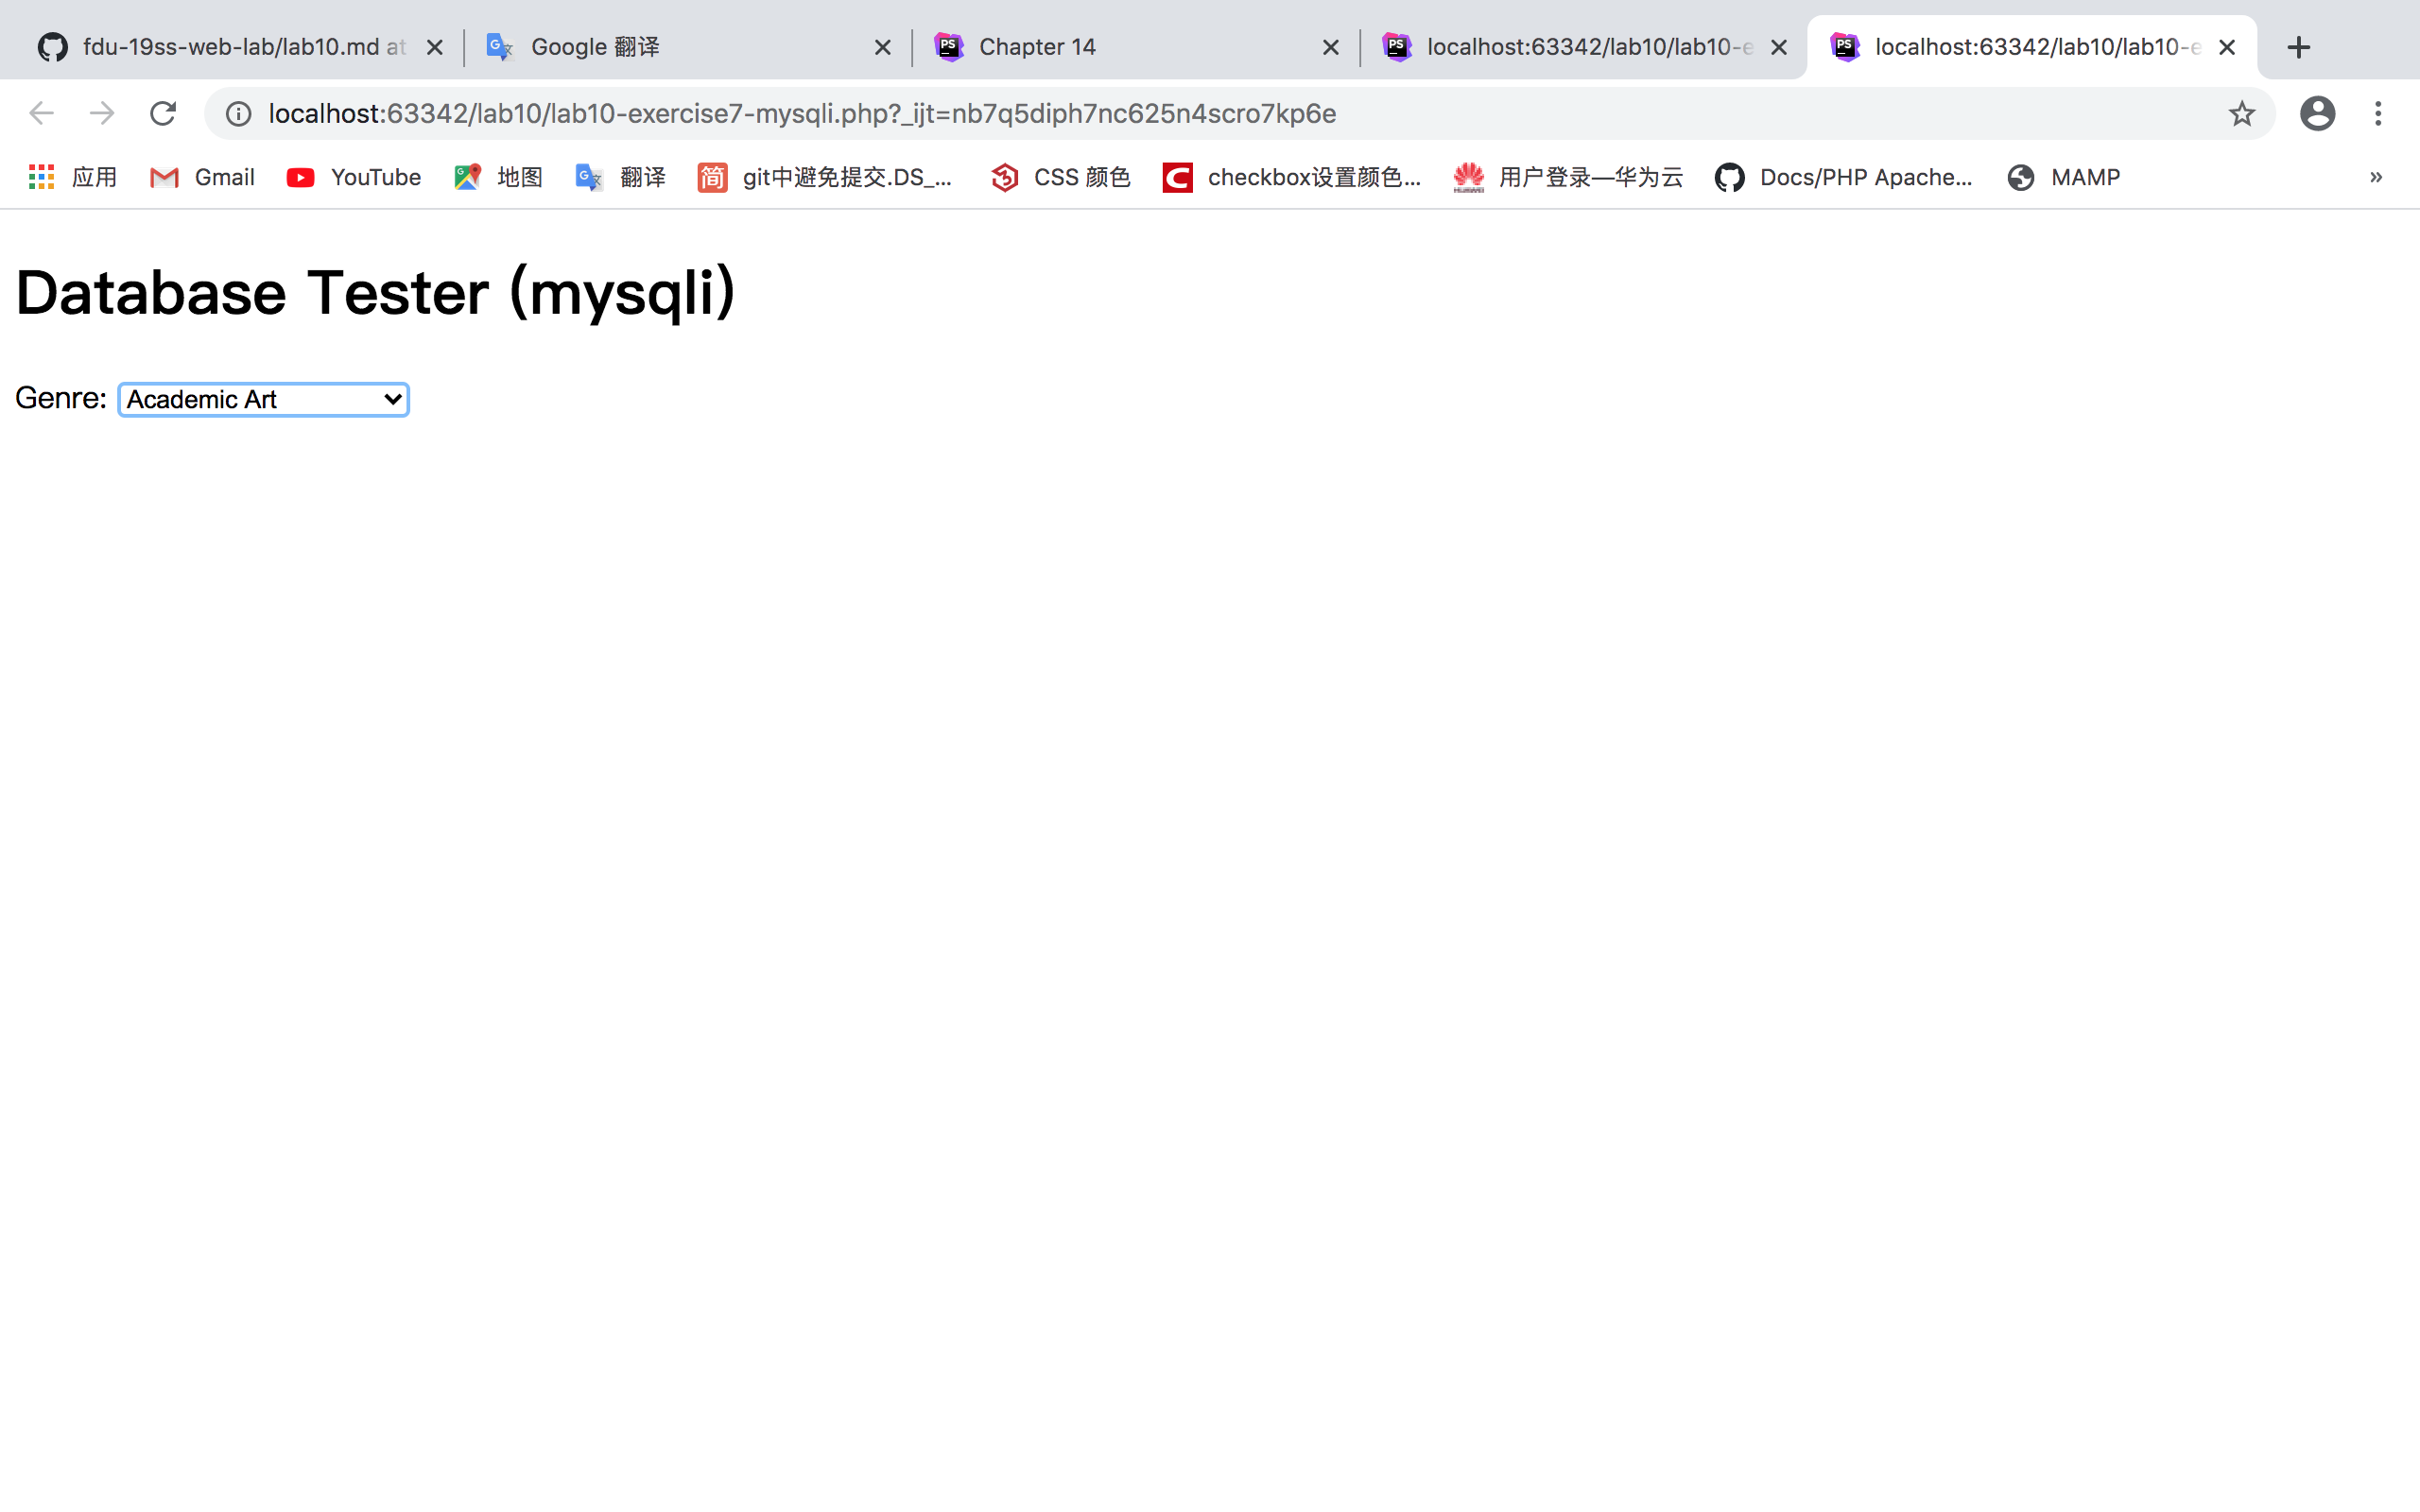 fdu-19ss-web-lab/lab10.md at
Google 翻译
Chapter 14
localhost:63342/lab10/lab10-e
localhost:63342/lab10/lab10-e
localhost:63342/lab10/lab10-exercise7-mysqli.php?_ijt=nb7q5diph7nc625n4scro7kp6e
应用 Gmail YouTube 地图 翻译 简 git中避免提交.DS_... CSS 颜色 checkbox设置颜色... 用户登录—华为云 Docs/PHP Apache... MAMP »
Database Tester (mysqli)
Genre: Academic Art